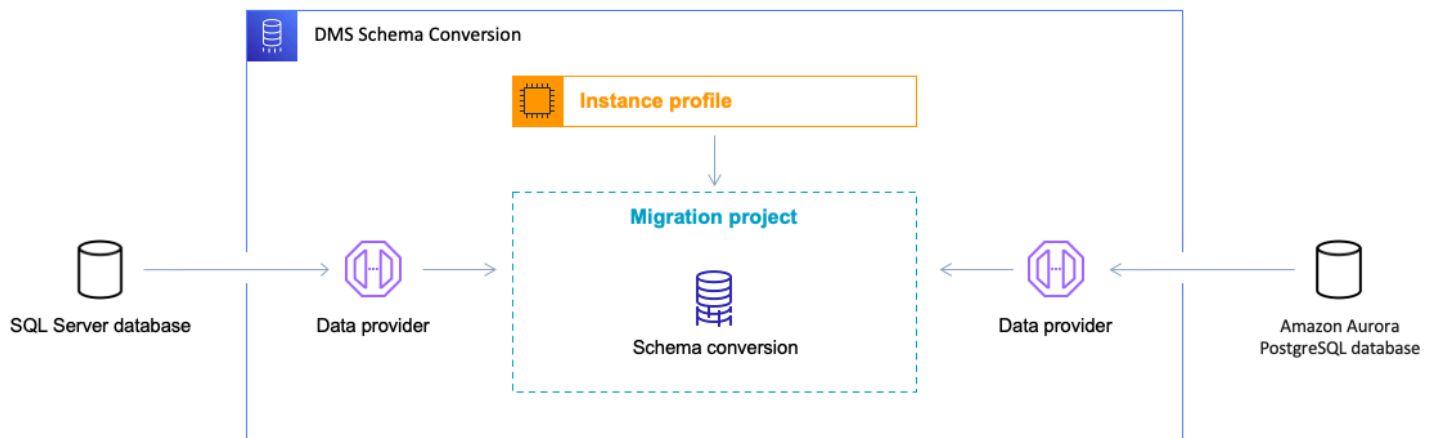 DMS Schema Conversion
Instance profile
Migration project
SQL Server database
Data provider
Schema conversion
Data provider
Amazon Aurora
PostgreSQL database